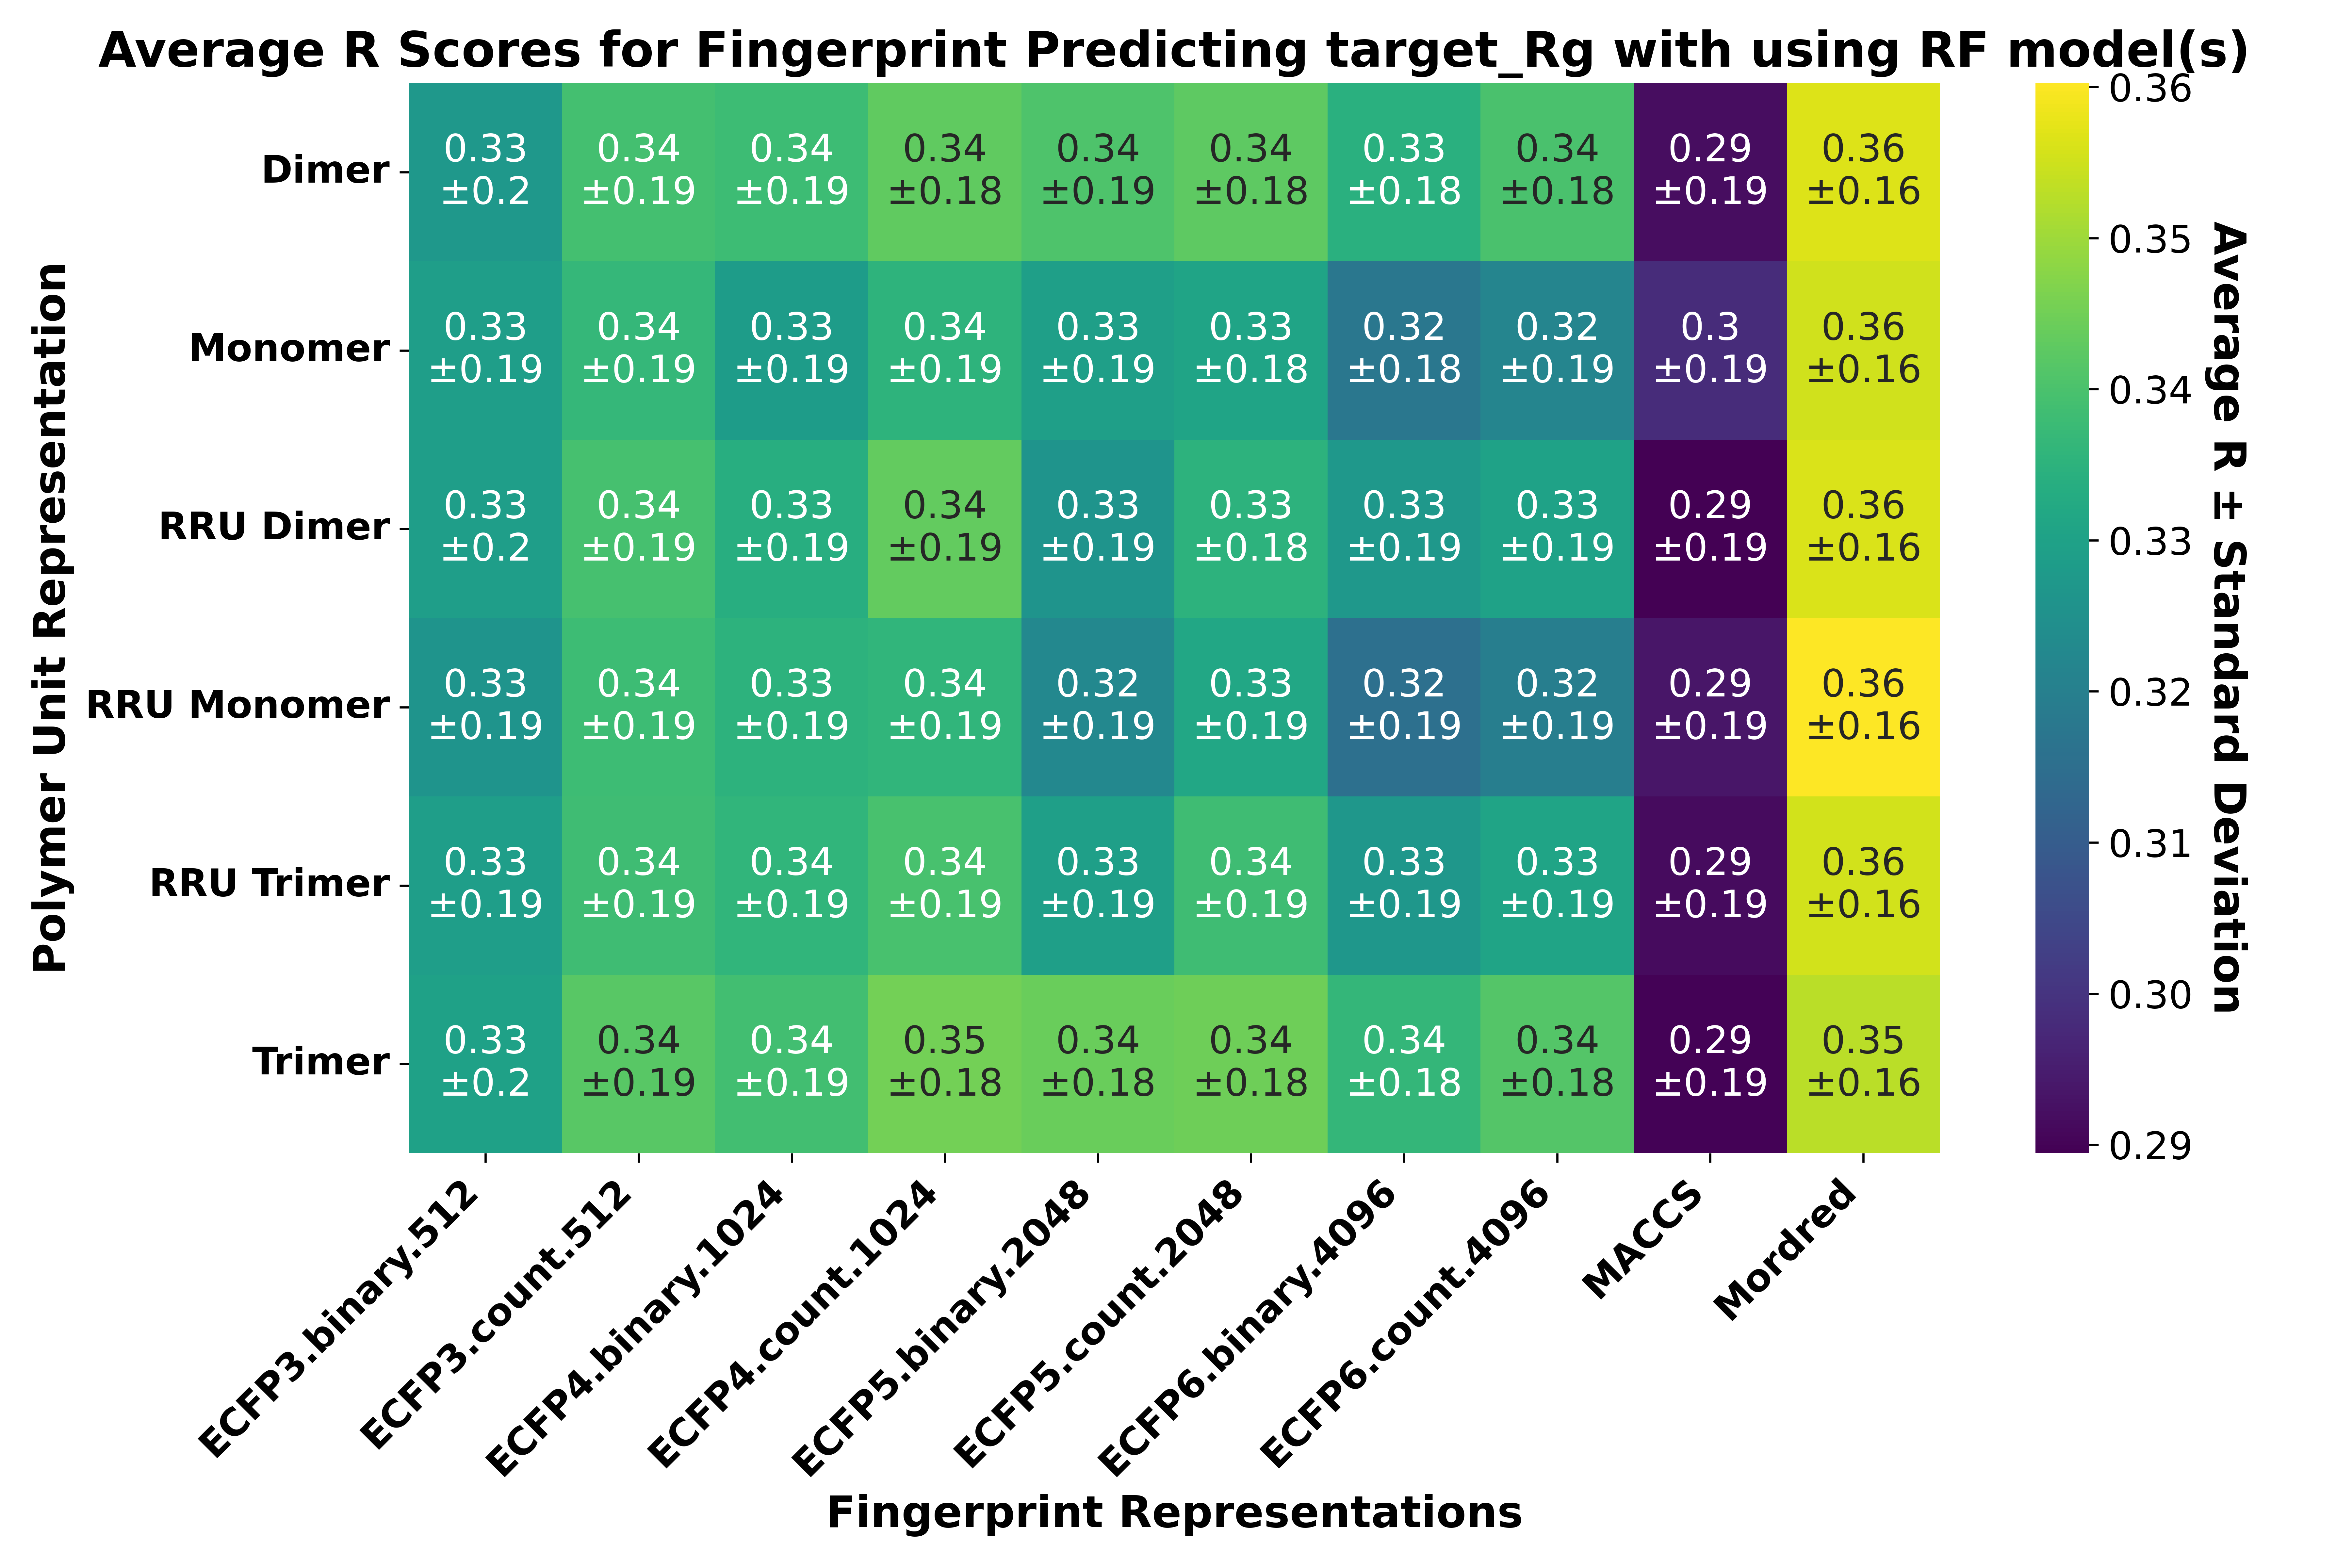 Average R Scores for Fingerprint Predicting target_Rg with using RF model(s)
Polymer Unit Representation
Dimer
0.33 0.34 0.34 0.34 0.34 0.34 0.33 0.34 0.29 0.36
±0.2 ±0.19 ±0.19 ±0.18 ±0.19 ±0.18 ±0.18 ±0.18 ±0.19 ±0.16
Monomer
0.33 0.34 0.33 0.34 0.33 0.33 0.32 0.32 0.3 0.36
±0.19 ±0.19 ±0.19 ±0.19 ±0.19 ±0.18 ±0.18 ±0.19 ±0.19 ±0.16
RRU Dimer
0.33 0.34 0.33 0.34 0.33 0.33 0.33 0.33 0.29 0.36
±0.2 ±0.19 ±0.19 ±0.19 ±0.19 ±0.18 ±0.19 ±0.19 ±0.19 ±0.16
RRU Monomer
0.33 0.34 0.33 0.34 0.32 0.33 0.32 0.32 0.29 0.36
±0.19 ±0.19 ±0.19 ±0.19 ±0.19 ±0.19 ±0.19 ±0.19 ±0.19 ±0.16
RRU Trimer
0.33 0.34 0.34 0.34 0.33 0.34 0.33 0.33 0.29 0.36
±0.19 ±0.19 ±0.19 ±0.19 ±0.19 ±0.19 ±0.19 ±0.19 ±0.19 ±0.16
Trimer
0.33 0.34 0.34 0.35 0.34 0.34 0.34 0.34 0.29 0.35
±0.2 ±0.19 ±0.19 ±0.18 ±0.18 ±0.18 ±0.18 ±0.18 ±0.19 ±0.16
ECFP3.binary.512
ECFP3.count.512
ECFP4.binary.1024
ECFP4.count.1024
ECFP5.binary.2048
ECFP5.count.2048
ECFP6.binary.4096
ECFP6.count.4096
MACCS
Mordred
Fingerprint Representations
0.36
0.35
0.34
0.33
0.32
0.31
0.30
0.29
Average R ± Standard Deviation